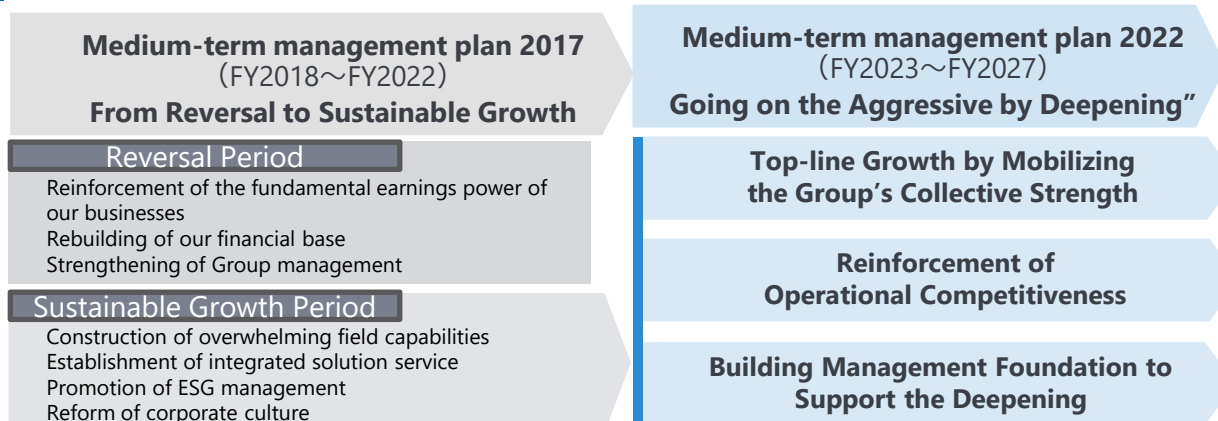 Medium-term management plan 2017
（FY2018～FY2022）
From Reversal to Sustainable Growth
Reversal Period
Reinforcement of the fundamental earnings power of
our businesses
Rebuilding of our financial base
Strengthening of Group management
Sustainable Growth Period
Construction of overwhelming field capabilities
Establishment of integrated solution service
Promotion of ESG management
Reform of corporate culture
Medium-term management plan 2022
（FY2023～FY2027）
Going on the Aggressive by Deepening”
Top-line Growth by Mobilizing
the Group’s Collective Strength
Reinforcement of
Operational Competitiveness
Building Management Foundation to
Support the Deepening